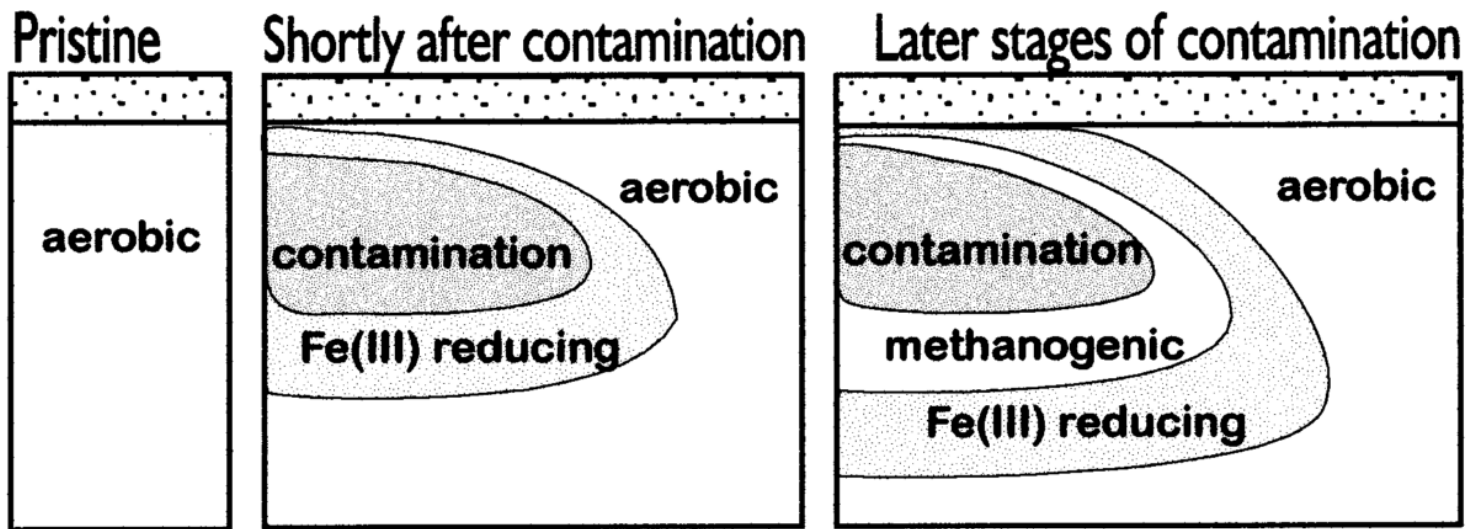 Pristine
aerobic
Shortly after contamination
aerobic
contamination
Fe(III) reducing
Later stages of contamination
aerobic
contamination
methanogenic
Fe(III) reducing